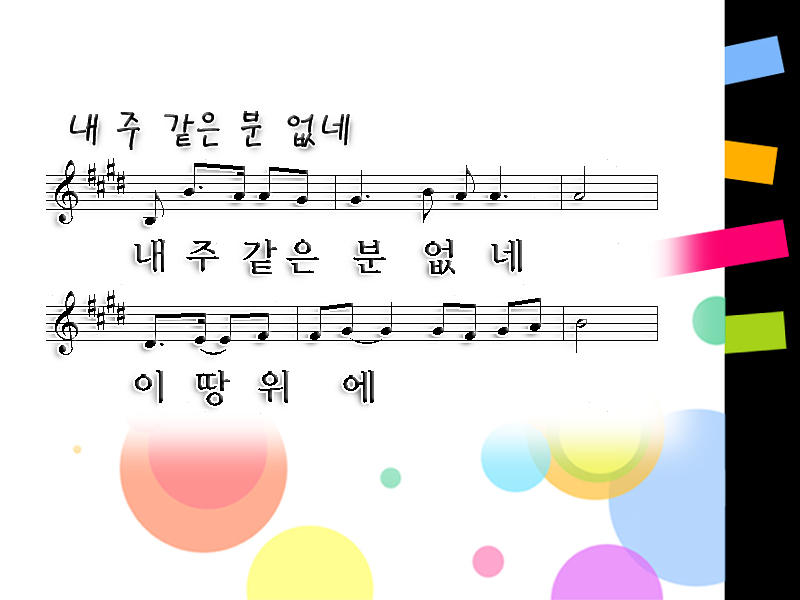 내 주 같은 분 없네
내 주 같은 분 없 네
이 땅 위 에